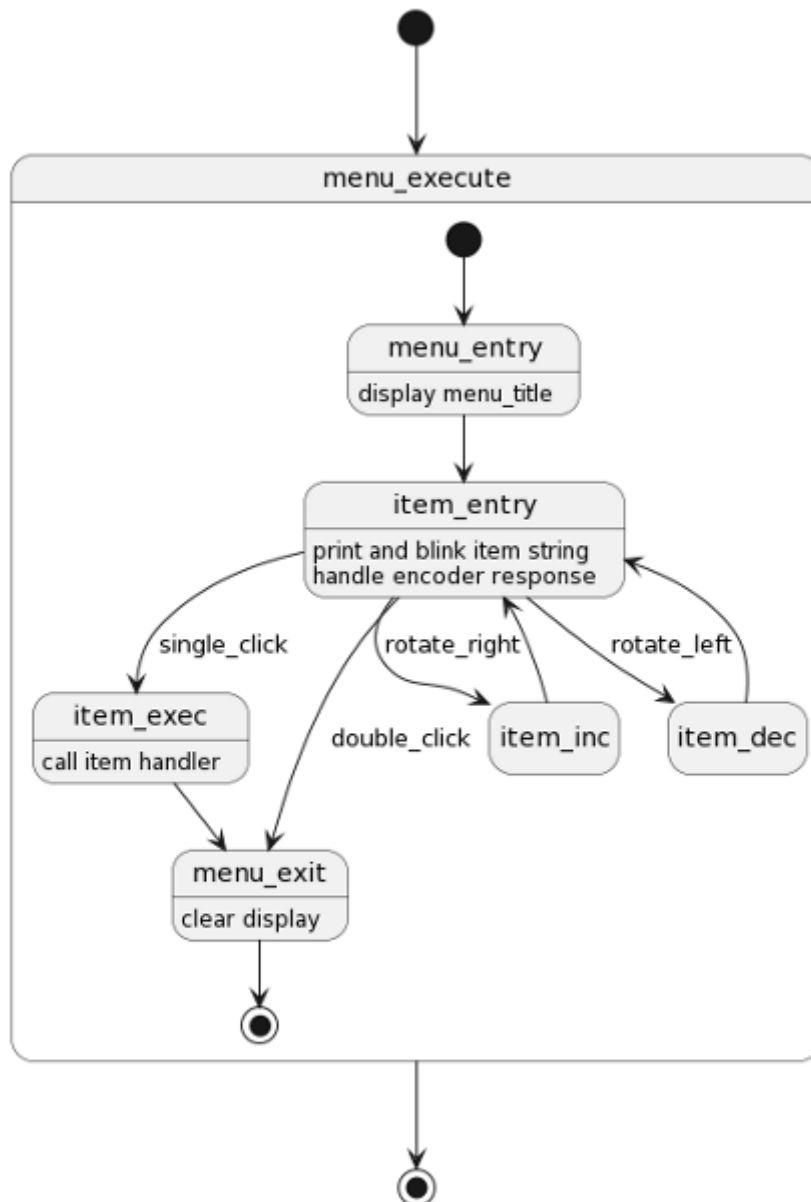 menu_execute
menu_entry
display menu_title
item_entry
print and blink item string
handle encoder response
single_click
rotate_right
rotate_left
item_exec
call item handler
double_click
item_inc
item_dec
menu_exit
clear display